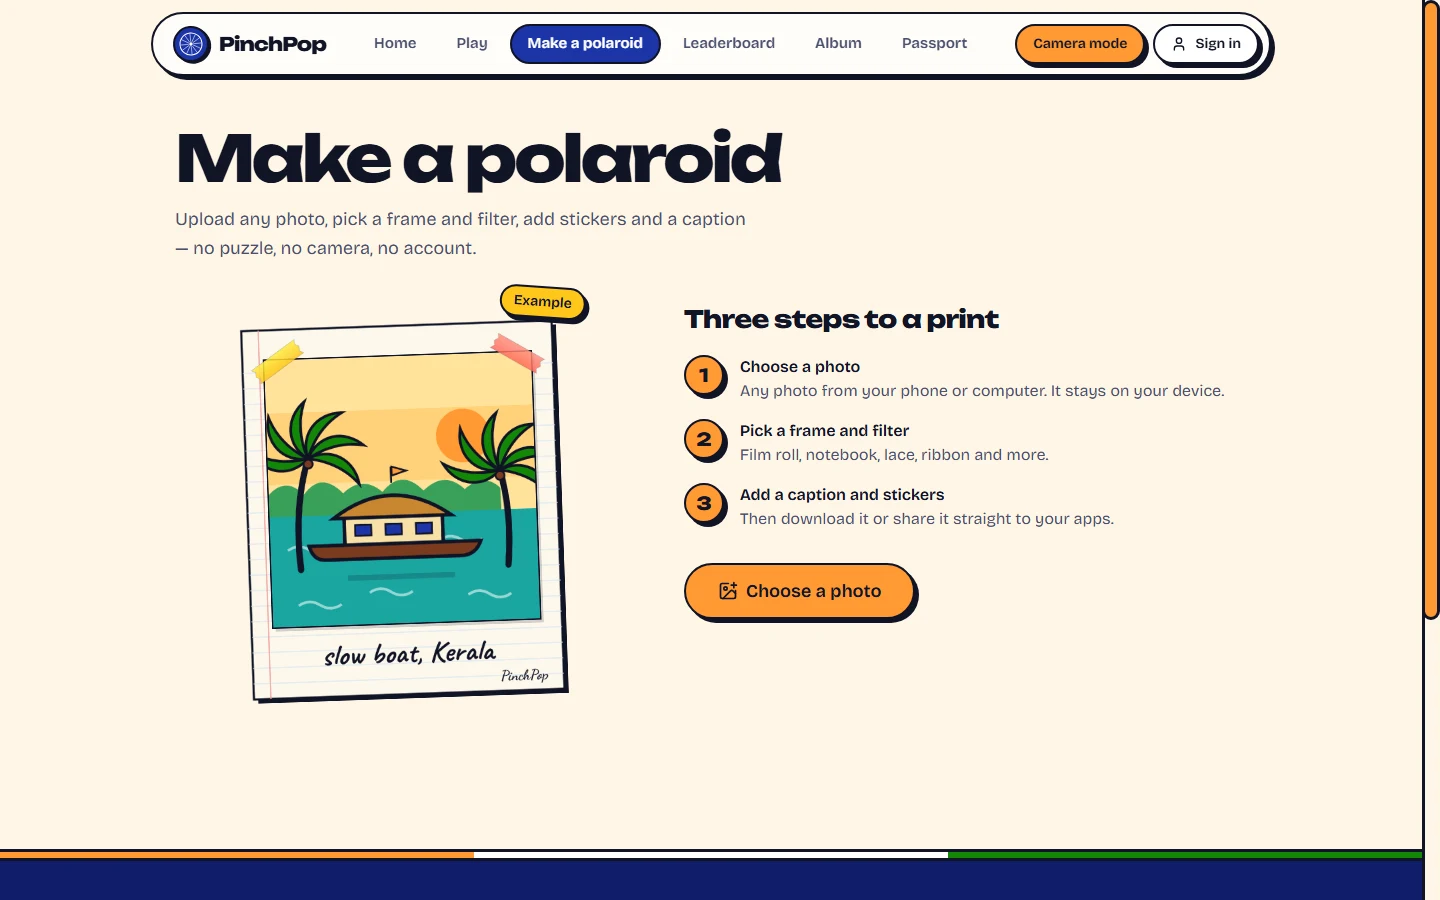 PinchPop
Home
Play
Make a polaroid
Leaderboard
Album
Passport
Camera mode
Sign in
Make a polaroid
Upload any photo, pick a frame and filter, add stickers and a caption
— no puzzle, no camera, no account.
Example
slow boat, Kerala
PinchPop
Three steps to a print
1
Choose a photo
Any photo from your phone or computer. It stays on your device.
2
Pick a frame and filter
Film roll, notebook, lace, ribbon and more.
3
Add a caption and stickers
Then download it or share it straight to your apps.
Choose a photo